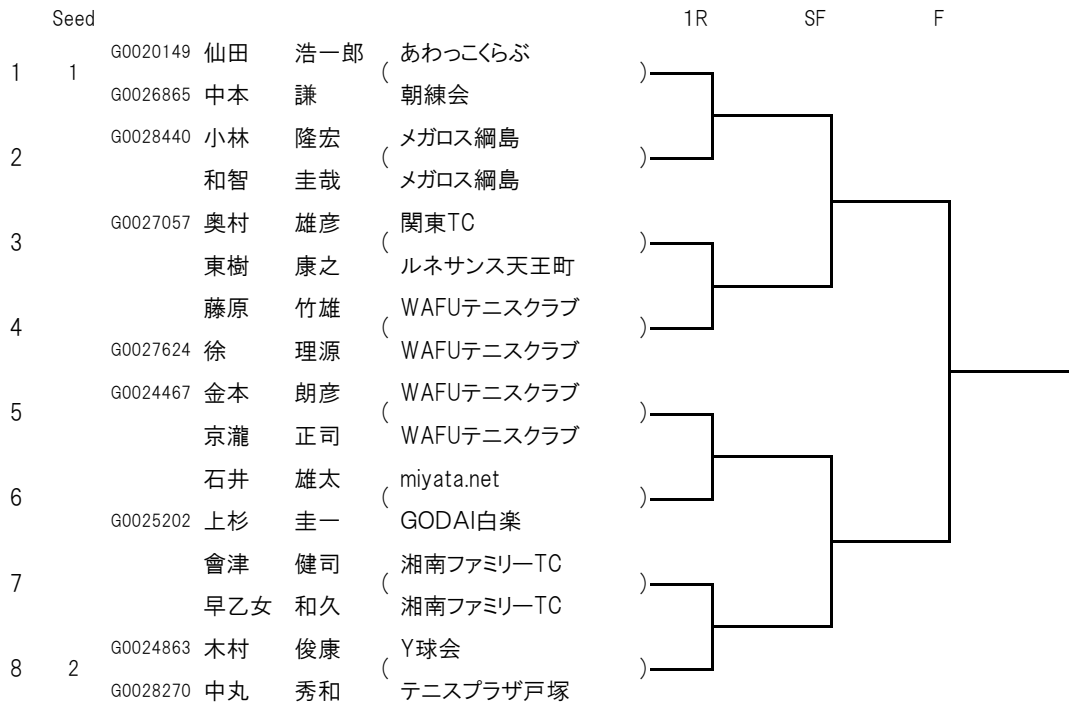 Seed 1R SF F
G0020149 仙田 浩一郎 あわっこくらぶ
1 1 ( )
G0026865 中本 謙 朝練会
G0028440 小林 隆宏 メガロス綱島
2 ( )
和智 圭哉 メガロス綱島
G0027057 奥村 雄彦 関東TC
3 ( )
東樹 康之 ルネサンス天王町
藤原 竹雄 WAFUテニスクラブ
4 ( )
G0027624 徐 理源 WAFUテニスクラブ
G0024467 金本 朗彦 WAFUテニスクラブ
5 ( )
京瀧 正司 WAFUテニスクラブ
石井 雄太 miyata.net
6 ( )
G0025202 上杉 圭一 GODAI白楽
會津 健司 湘南ファミリーTC
7 ( )
早乙女 和久 湘南ファミリーTC
G0024863 木村 俊康 Y球会
8 2 ( )
G0028270 中丸 秀和 テニスプラザ戸塚